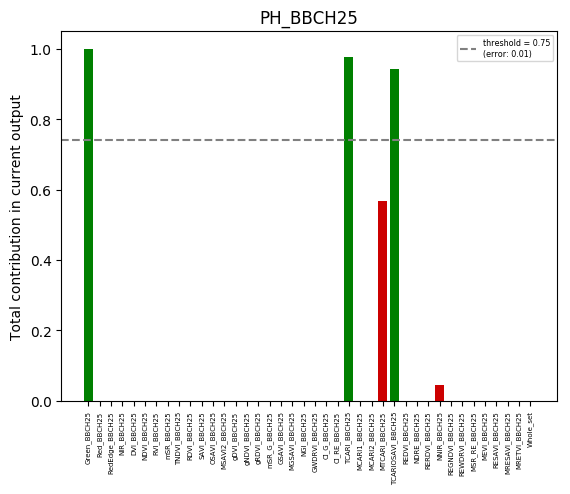 PH_BBCH25
threshold = 0.75
(error: 0.01)
Total contribution in current output
1.0
0.8
0.6
0.4
0.2
0.0
Green_BBCH25
Red_BBCH25
RedEdge_BBCH25
NIR_BBCH25
DVI_BBCH25
NDVI_BBCH25
RVI_BBCH25
mSR_BBCH25
TNDVI_BBCH25
RDVI_BBCH25
SAVI_BBCH25
OSAVI_BBCH25
MSAVI2_BBCH25
gDVI_BBCH25
gNDVI_BBCH25
gRDVI_BBCH25
mSR_G_BBCH25
GSAVI_BBCH25
MGSAVI_BBCH25
NGI_BBCH25
GWDRVI_BBCH25
CI_G_BBCH25
CI_RE_BBCH25
TCARI_BBCH25
MCARI1_BBCH25
MCARI2_BBCH25
MTCARI_BBCH25
TCARIOSAVI_BBCH25
REDVI_BBCH25
NDRE_BBCH25
RERDVI_BBCH25
NNIR_BBCH25
REGNDVI_BBCH25
REWDRVI_BBCH25
MSR_RE_BBCH25
MEVI_BBCH25
RESAVI_BBCH25
MRESAVI_BBCH25
MRETVI_BBCH25
Whole_set